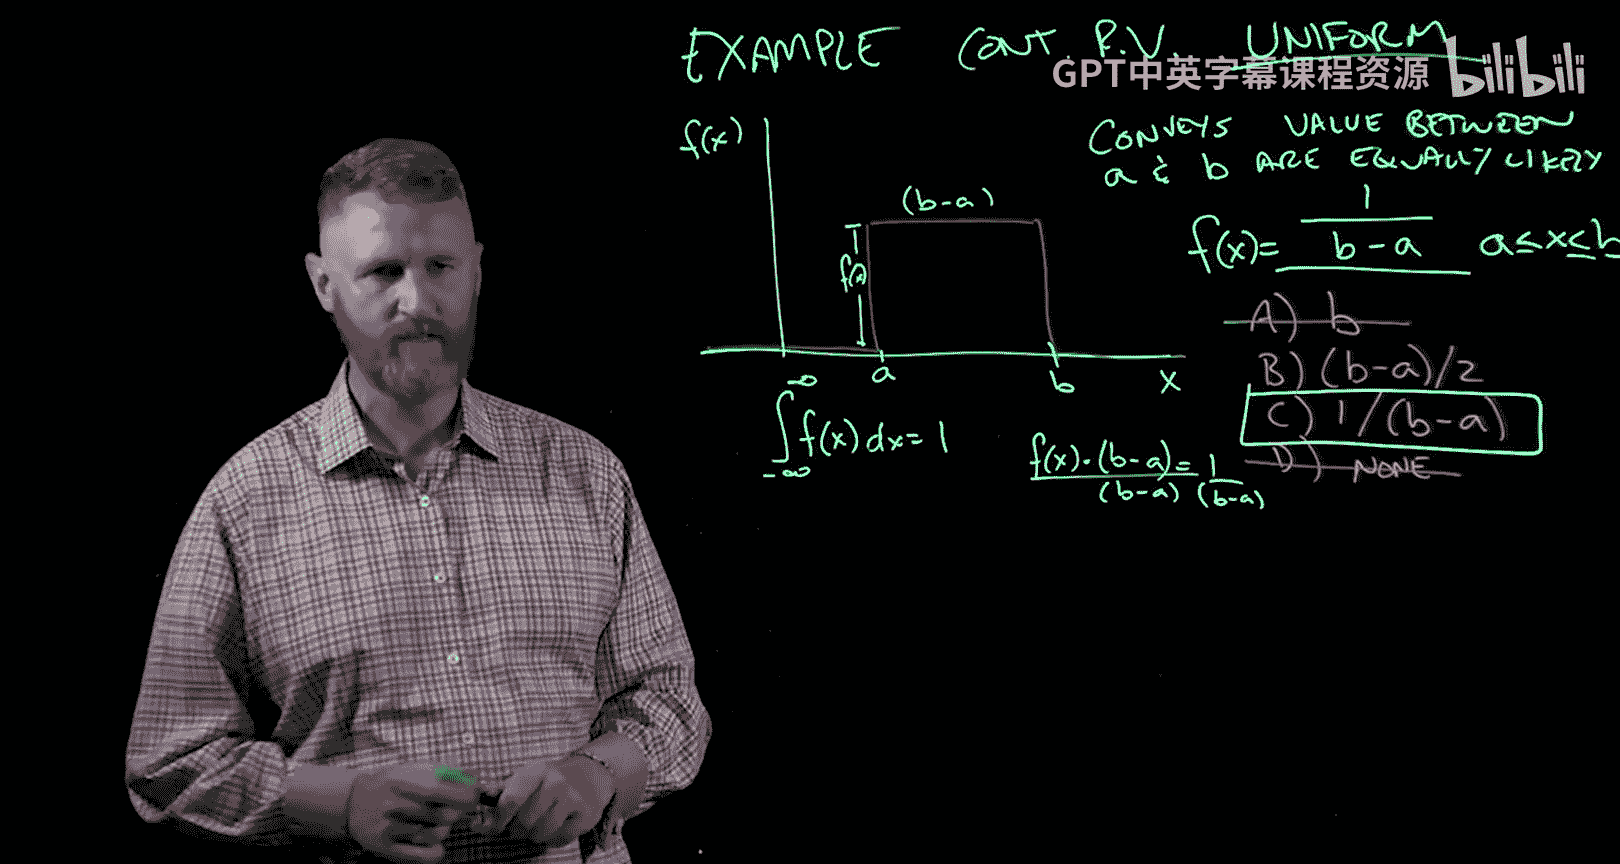 EXAMPLE CONT. R.V. UNIFORM
GPT中英字幕课程资源 bilibili
f(x)
CONVEYS VALUE BETWEEN
a & b ARE EQUALLY LIKELY
(b-a)
f(x)
f(x)= 1
b-a
a≤x≤b
A) b
B) (b-a)/2
C) 1/(b-a)
D) NONE
a
b
x
∞
∫f(x)dx=1
-∞
f(x)·(b-a)=1
(b-a) (b-a)